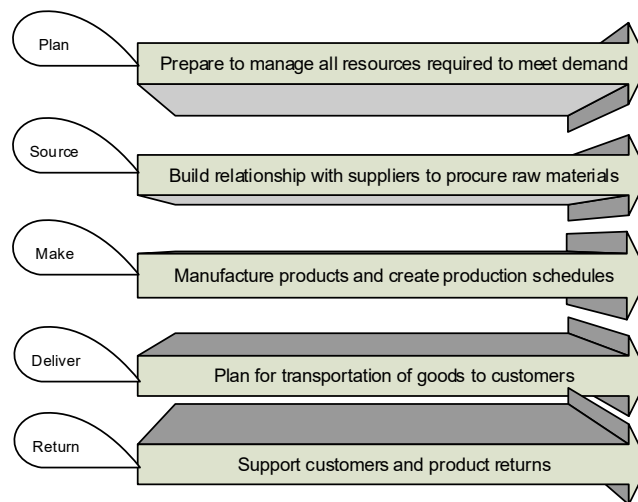 Plan
Prepare to manage all resources required to meet demand
Source
Build relationship with suppliers to procure raw materials
Make
Manufacture products and create production schedules
Deliver
Plan for transportation of goods to customers
Return
Support customers and product returns